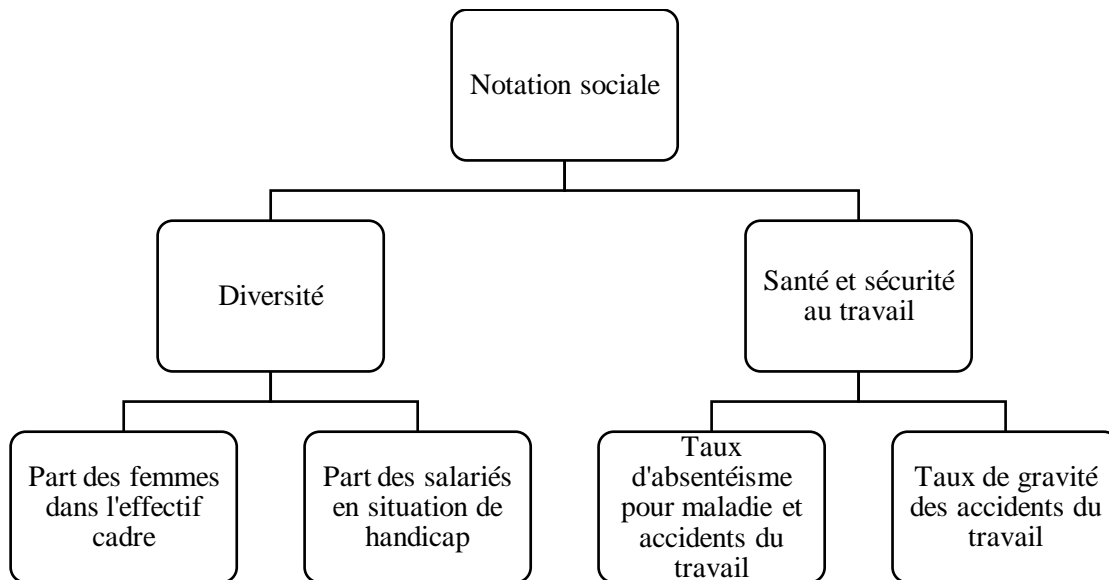 Notation sociale
Diversité
Santé et sécurité
au travail
Part des femmes
dans l'effectif
cadre
Part des salariés
en situation de
handicap
Taux
d'absentéisme
pour maladie et
accidents du
travail
Taux de gravité
des accidents du
travail